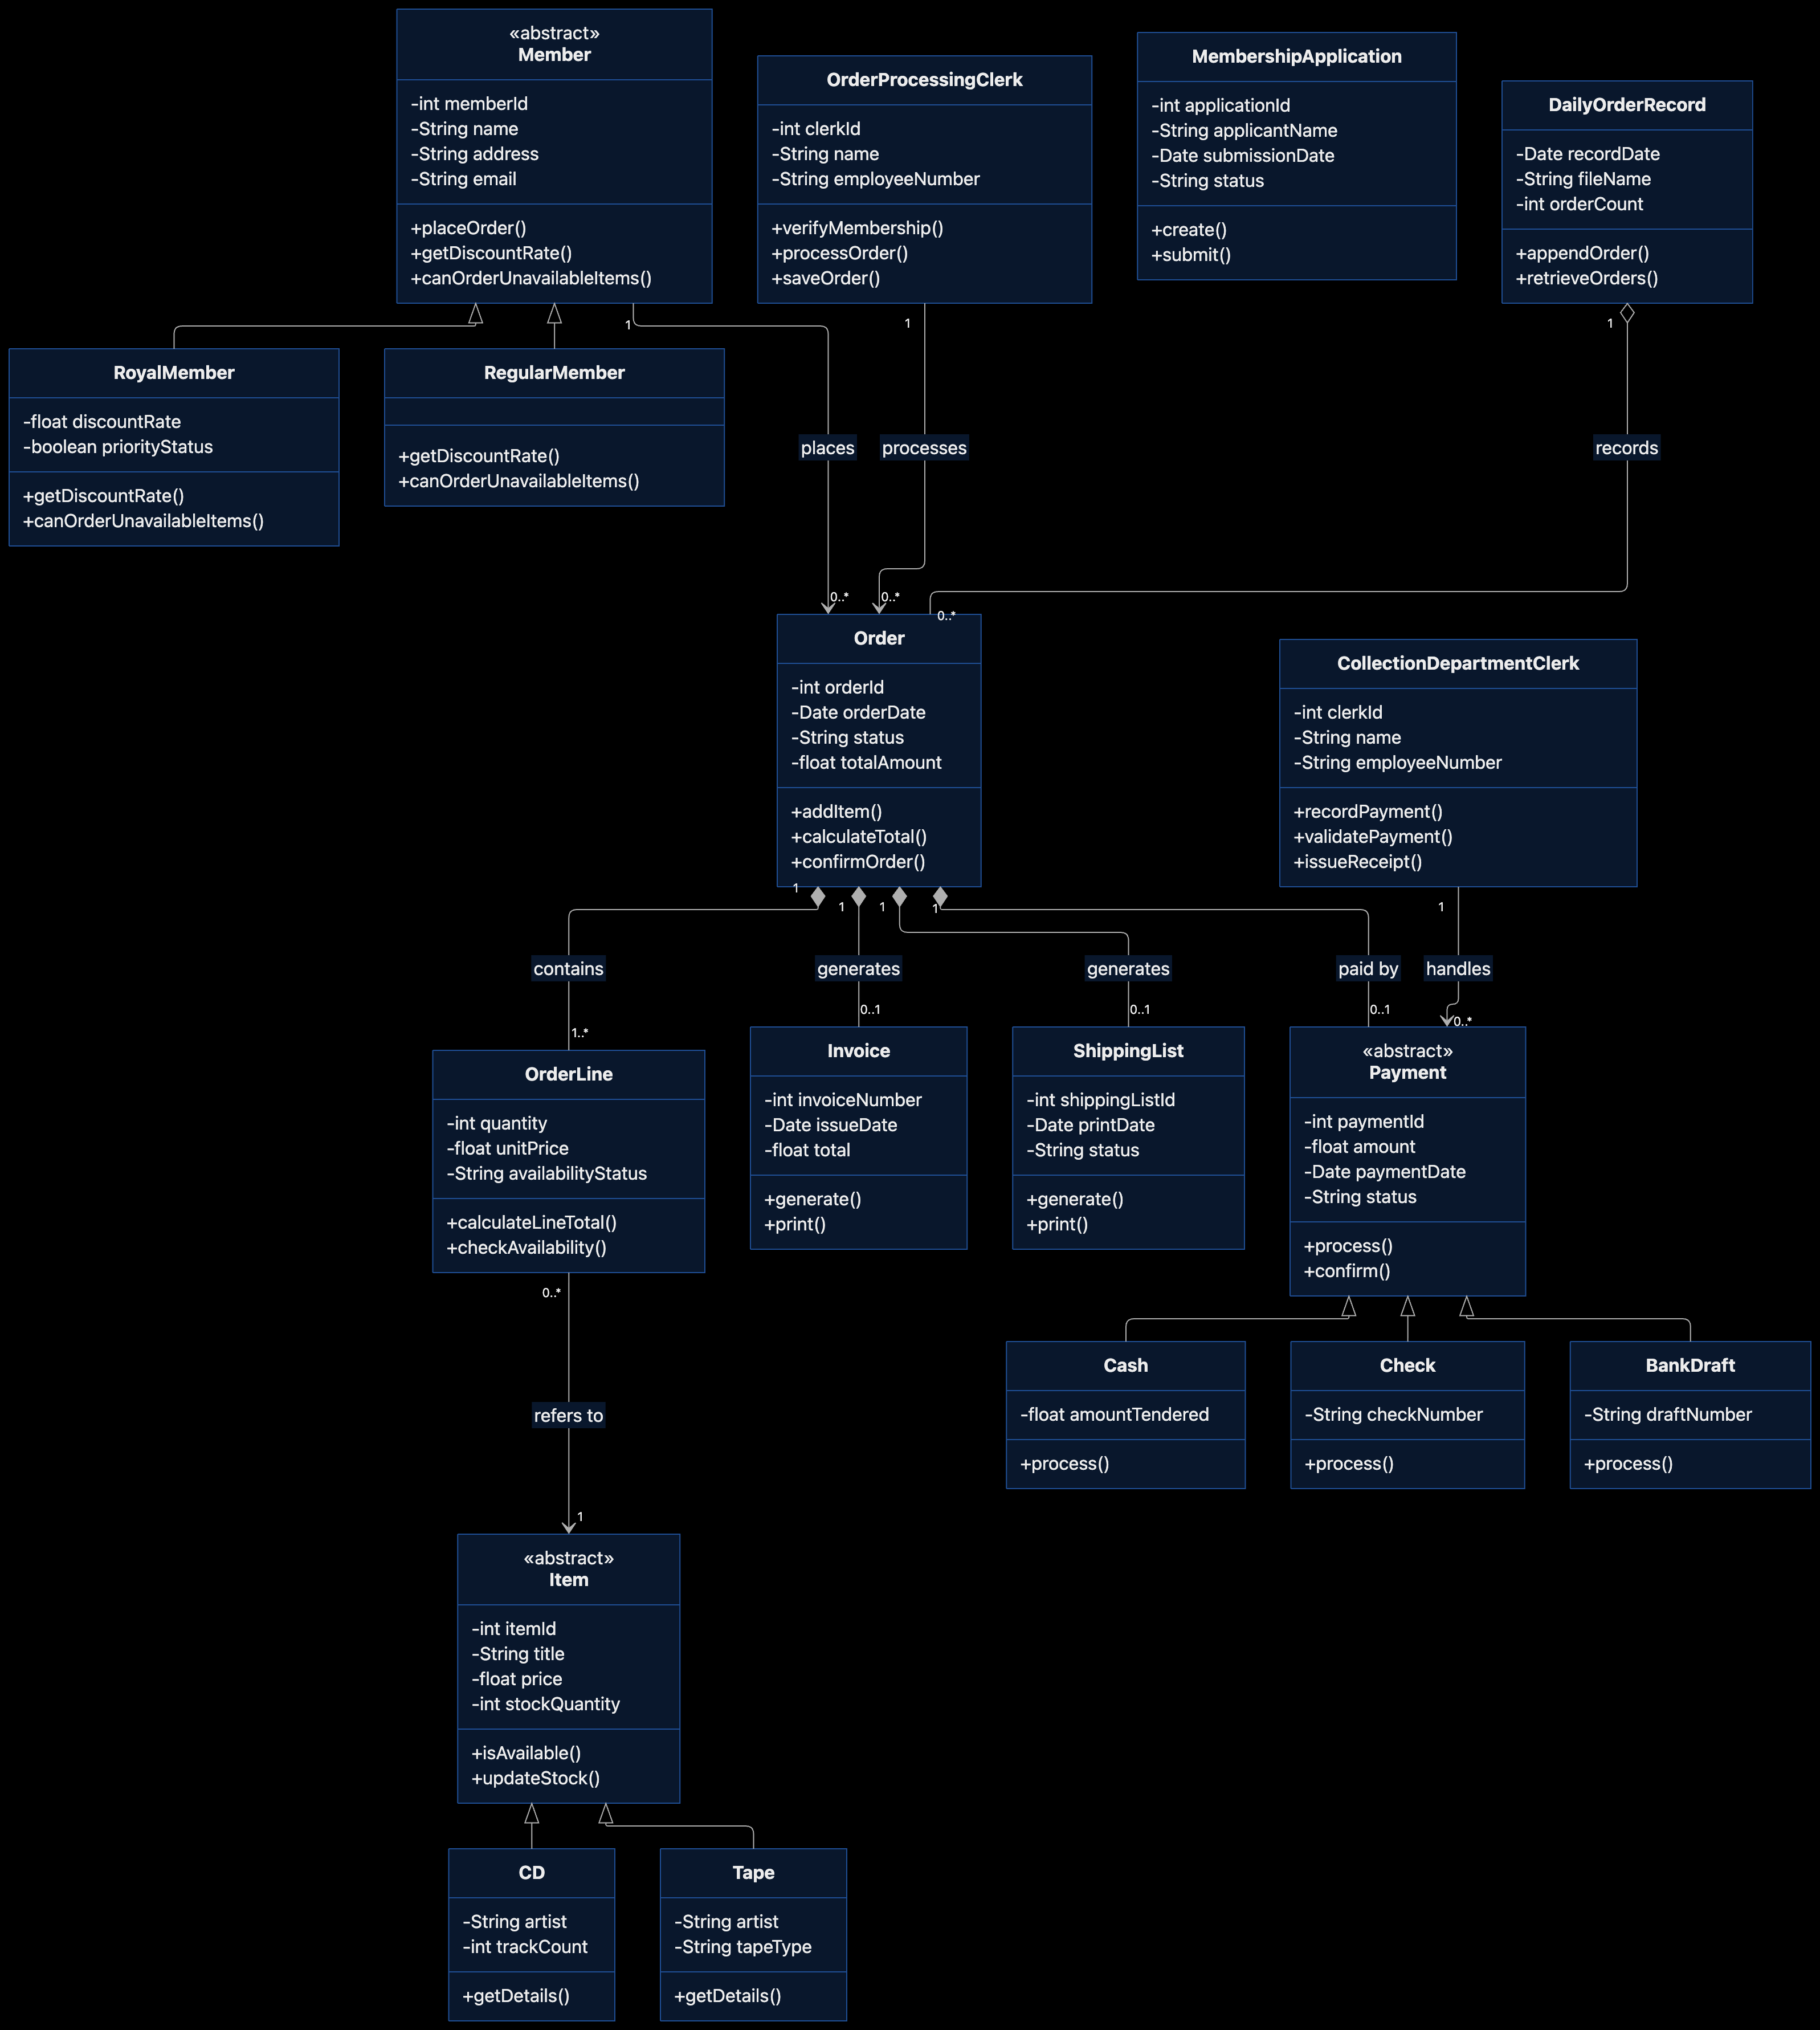 «abstract»
Member
-int memberId
-String name
-String address
-String email
+placeOrder()
+getDiscountRate()
+canOrderUnavailableItems()
OrderProcessingClerk
-int clerkId
-String name
-String employeeNumber
+verifyMembership()
+processOrder()
+saveOrder()
MembershipApplication
-int applicationId
-String applicantName
-Date submissionDate
-String status
+create()
+submit()
DailyOrderRecord
-Date recordDate
-String fileName
-int orderCount
+appendOrder()
+retrieveOrders()
1
1
1
RoyalMember
-float discountRate
-boolean priorityStatus
+getDiscountRate()
+canOrderUnavailableItems()
RegularMember
+getDiscountRate()
+canOrderUnavailableItems()
places
processes
records
0..*
0..*
0..*
Order
-int orderId
-Date orderDate
-String status
-float totalAmount
+addItem()
+calculateTotal()
+confirmOrder()
CollectionDepartmentClerk
-int clerkId
-String name
-String employeeNumber
+recordPayment()
+validatePayment()
+issueReceipt()
1
1
1
1
1
contains
generates
generates
paid by
handles
1..*
0..1
0..1
0..1
0..*
OrderLine
-int quantity
-float unitPrice
-String availabilityStatus
+calculateLineTotal()
+checkAvailability()
Invoice
-int invoiceNumber
-Date issueDate
-float total
+generate()
+print()
ShippingList
-int shippingListId
-Date printDate
-String status
+generate()
+print()
«abstract»
Payment
-int paymentId
-float amount
-Date paymentDate
-String status
+process()
+confirm()
0..*
refers to
1
Cash
-float amountTendered
+process()
Check
-String checkNumber
+process()
BankDraft
-String draftNumber
+process()
«abstract»
Item
-int itemId
-String title
-float price
-int stockQuantity
+isAvailable()
+updateStock()
CD
-String artist
-int trackCount
+getDetails()
Tape
-String artist
-String tapeType
+getDetails()